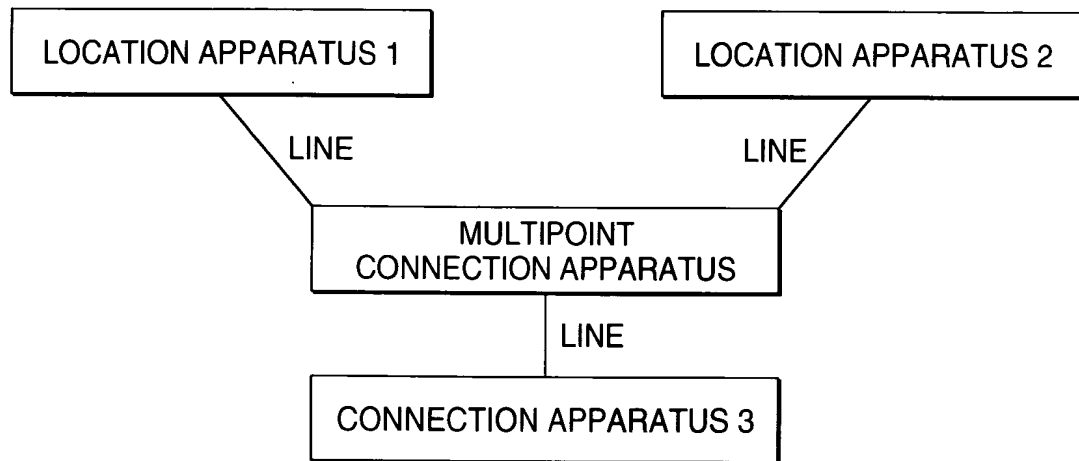 LOCATION APPARATUS 1
LOCATION APPARATUS 2
LINE
LINE
MULTIPOINT
CONNECTION APPARATUS
LINE
CONNECTION APPARATUS 3